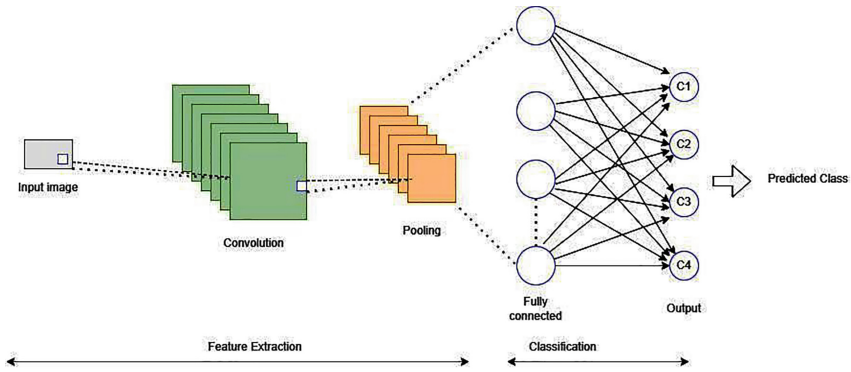 Input image
Convolution
Pooling
Fully
connected
C1
C2
C3
C4
Output
Predicted Class
Feature Extraction
Classification